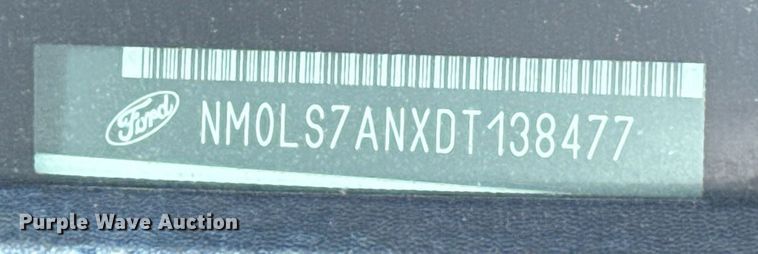 Ford NM0LS7ANXDT138477
Purple Wave Auction